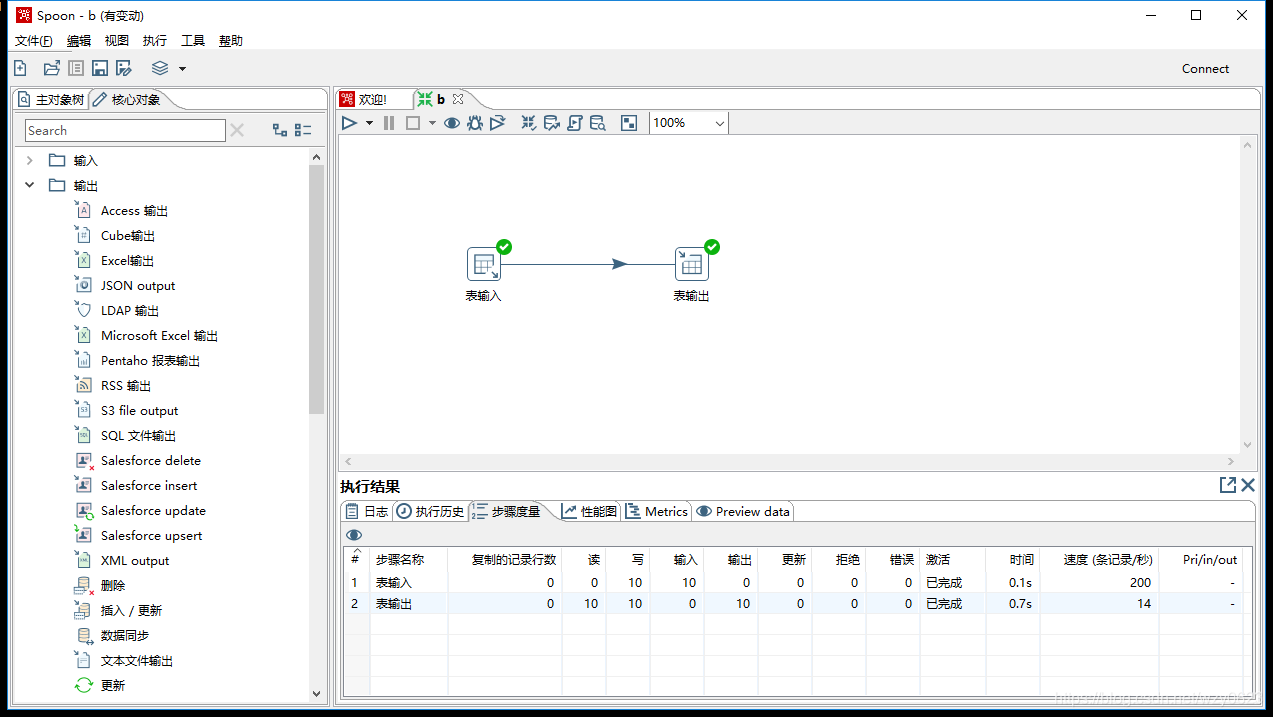 Spoon - b (有变动)
文件(F) 编辑 视图 执行 工具 帮助
Connect
主对象树 核心对象
Search
输入
输出
Access 输出
Cube输出
Excel输出
JSON output
LDAP 输出
Microsoft Excel 输出
Pentaho 报表输出
RSS 输出
S3 file output
SQL 文件输出
Salesforce delete
Salesforce insert
Salesforce update
Salesforce upsert
XML output
删除
插入 / 更新
数据同步
文本文件输出
更新
欢迎! b
100%
表输入 表输出
执行结果
日志 执行历史 步骤度量 性能图 Metrics Preview data
# 步骤名称 复制的记录行数 读 写 输入 输出 更新 拒绝 错误 激活 时间 速度 (条记录/秒) Pri/in/out
1 表输入 0 0 10 10 0 0 0 0 已完成 0.1s 200 -
2 表输出 0 10 10 0 10 0 0 0 已完成 0.7s 14 -